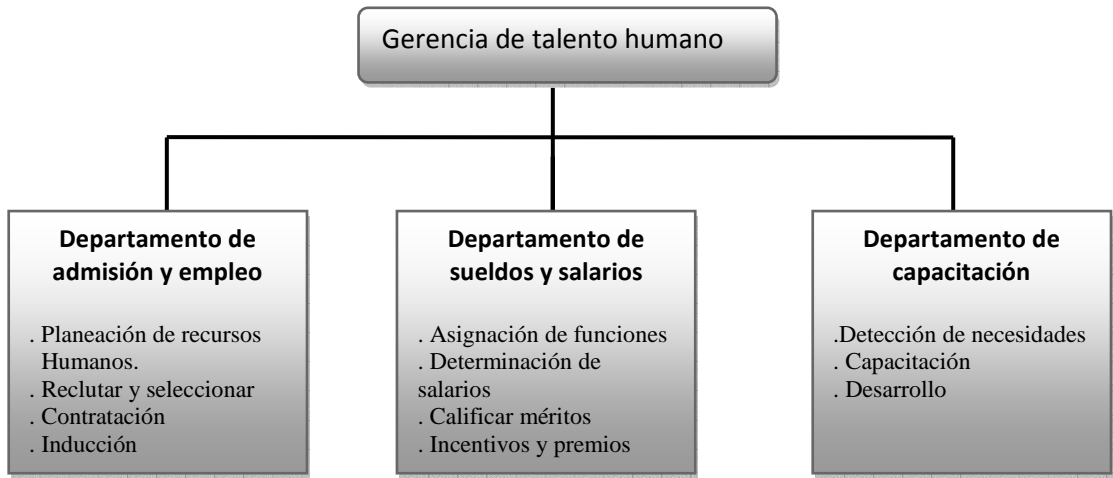 Gerencia de talento humano
Departamento de
admisión y empleo
. Planeación de recursos
Humanos.
. Reclutar y seleccionar
. Contratación
. Inducción
Departamento de
sueldos y salarios
. Asignación de funciones
. Determinación de
salarios
. Calificar méritos
. Incentivos y premios
Departamento de
capacitación
.Detección de necesidades
. Capacitación
. Desarrollo